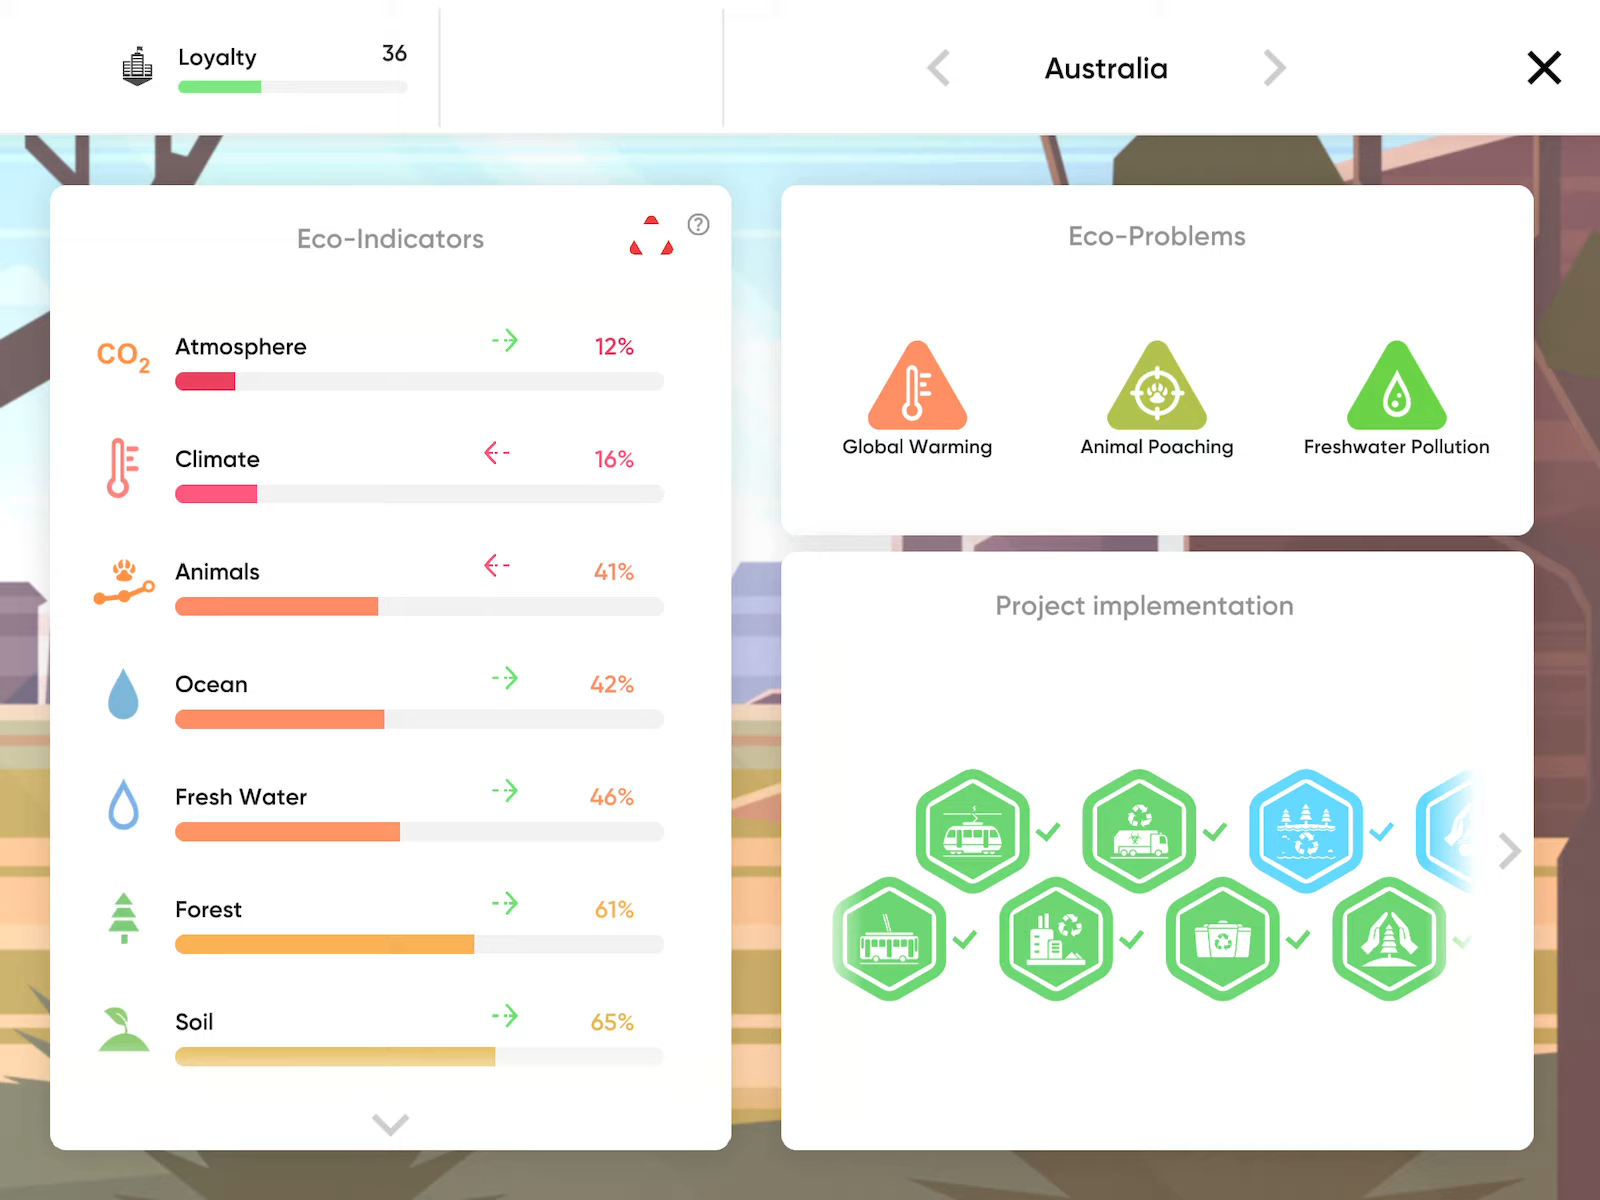 Loyalty 36
Australia
Eco-Indicators ?
CO2 Atmosphere 12%
Climate 16%
Animals 41%
Ocean 42%
Fresh Water 46%
Forest 61%
Soil 65%
Eco-Problems
Global Warming Animal Poaching Freshwater Pollution
Project implementation